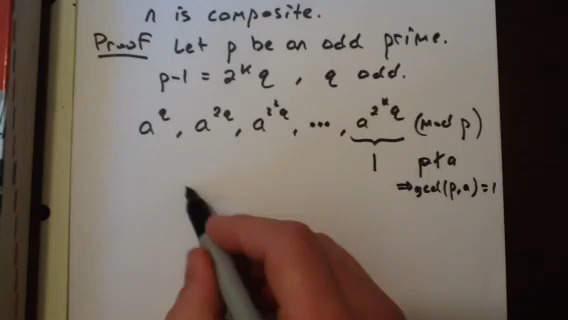 n is composite.
Proof Let p be an odd prime.
p-1 = 2^k q , q odd.
a^q, a^{2q}, a^{2^2 q}, ..., a^{2^k q} (mod p)
1 p∤a
⇒gcd(p,a)=1